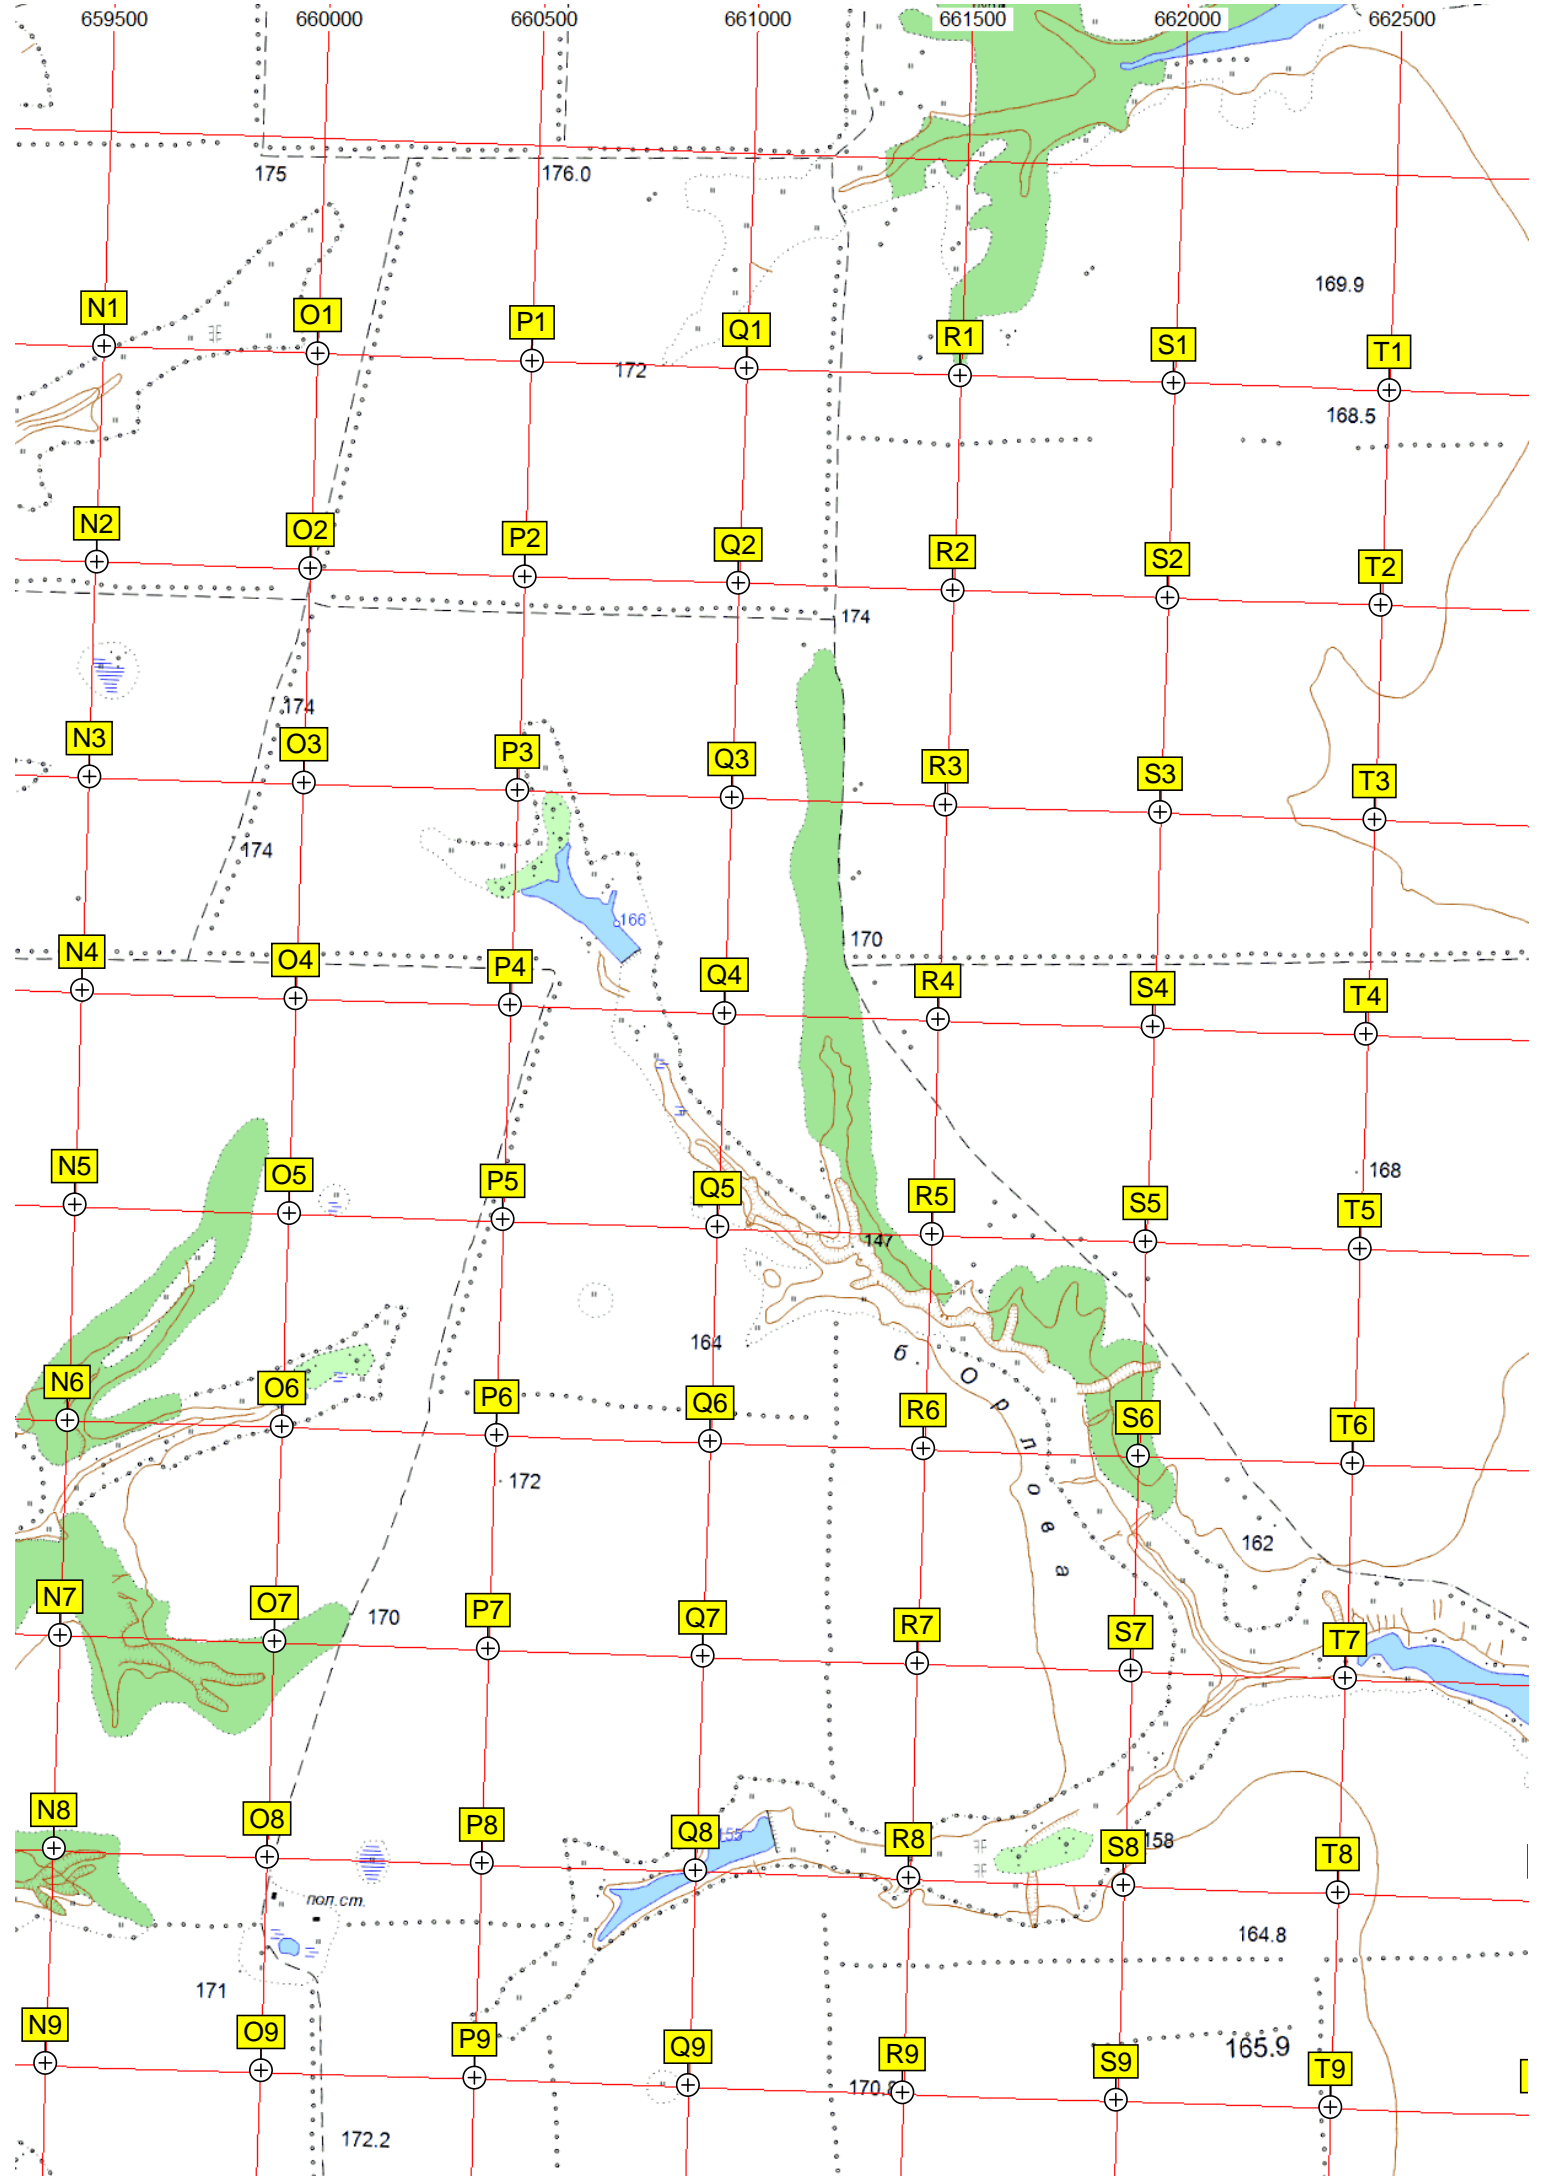 659500 660000 660500 661000 661500 662000 662500
175 176.0
169.9
N1 O1 P1 Q1 R1 S1 T1
172
168.5
N2 O2 P2 Q2 R2 S2 T2
174
174
N3 O3 P3 Q3 R3 S3 T3
174
166
170
N4 O4 P4 Q4 R4 S4 T4
168
N5 O5 P5 Q5 R5 S5 T5
147
164
б. Орлова
N6 O6 P6 Q6 R6 S6 T6
172
162
N7 O7 P7 Q7 R7 S7 T7
170
N8 O8 P8 Q8 R8 S8 T8
155
158
пол.ст.
164.8
171
N9 O9 P9 Q9 R9 S9 T9
165.9
172.2